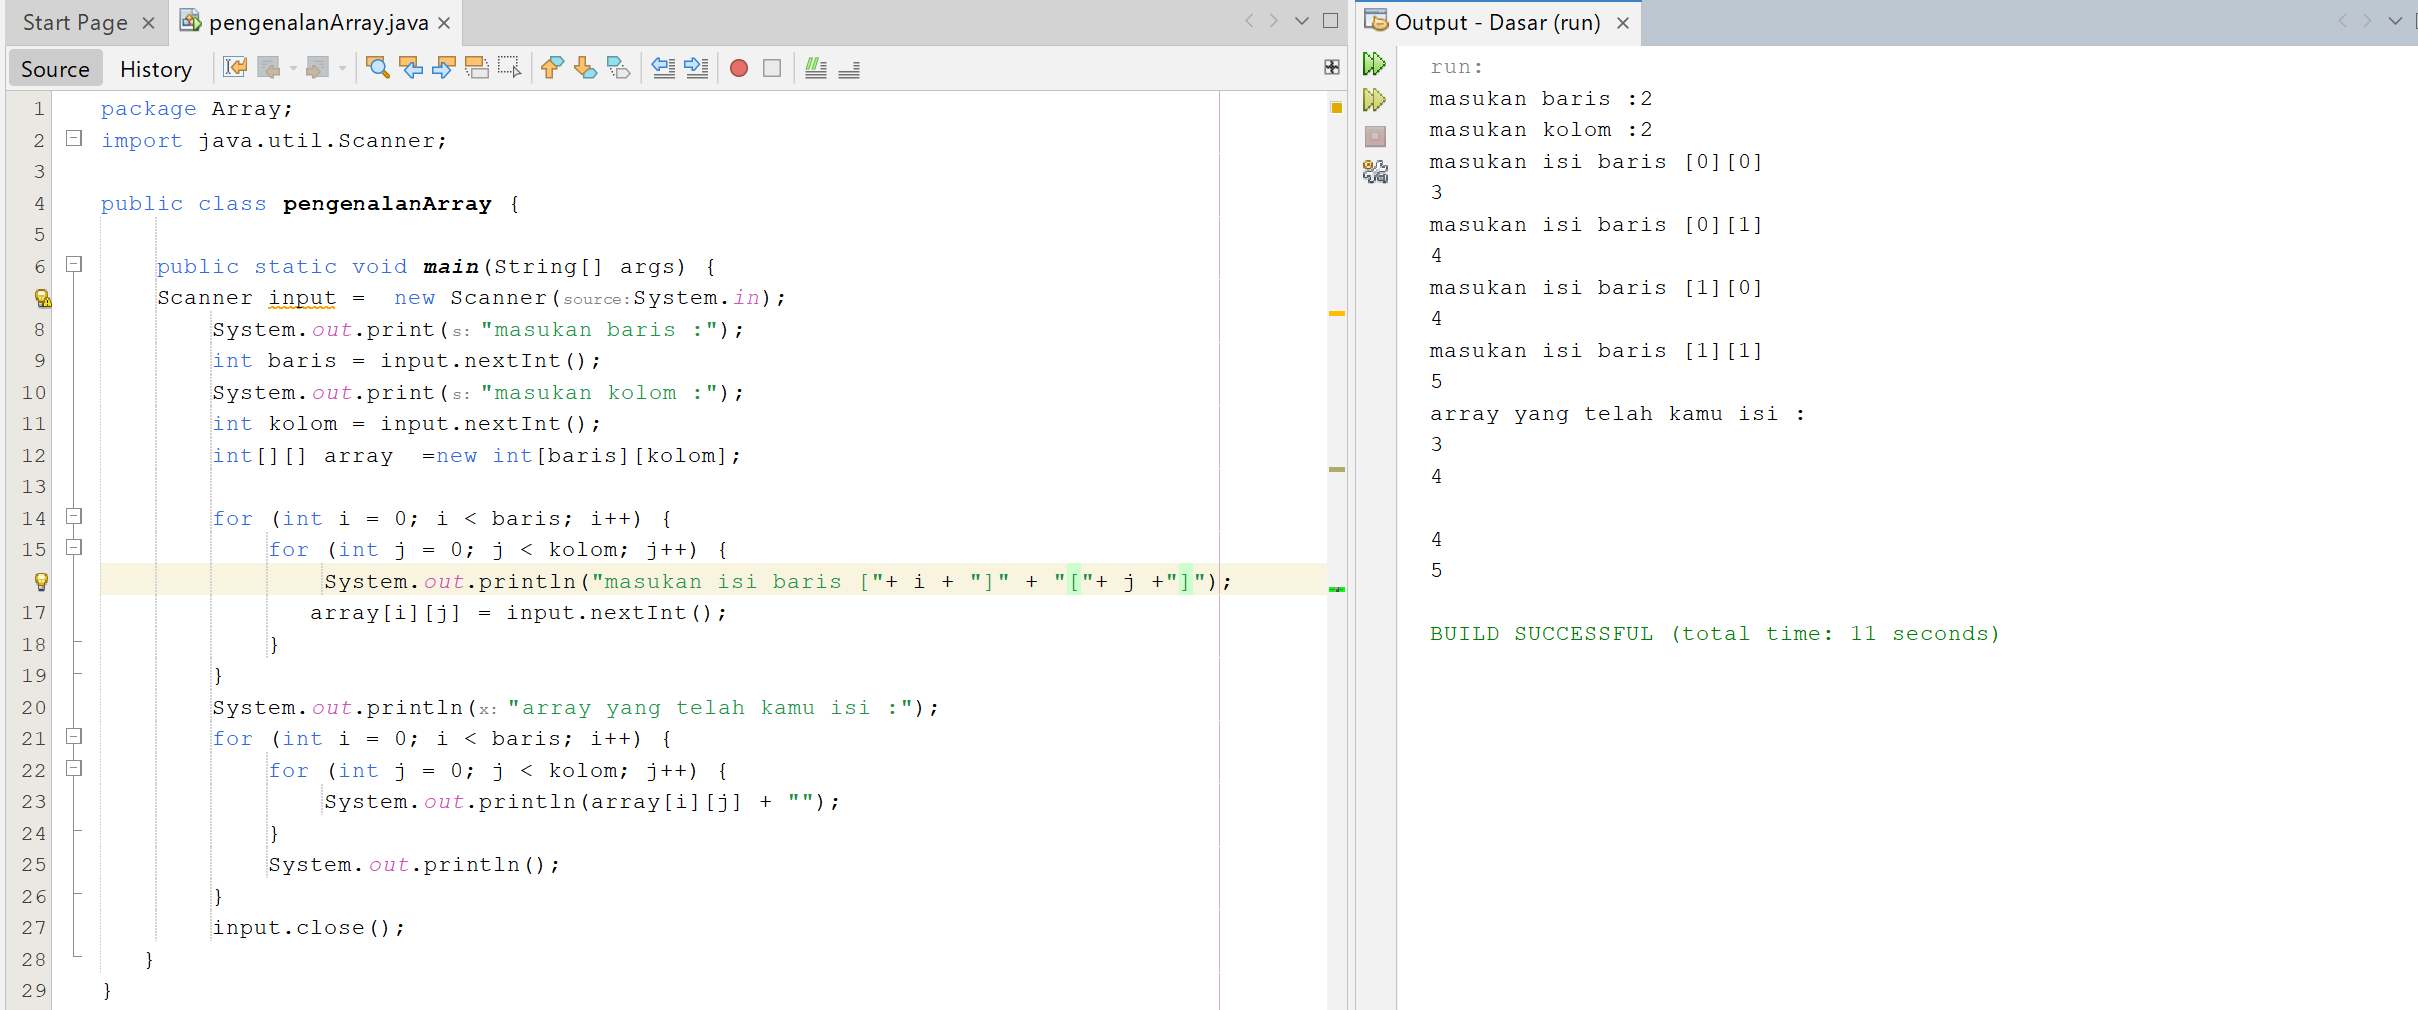 Start Page
pengenalanArray.java
Source History
1 package Array;
2 import java.util.Scanner;
3
4 public class pengenalanArray {
5
6 public static void main(String[] args) {
Scanner input =  new Scanner(source:System.in);
8 System.out.print(s:"masukan baris :");
9 int baris = input.nextInt();
10 System.out.print(s:"masukan kolom :");
11 int kolom = input.nextInt();
12 int[][] array  =new int[baris][kolom];
13
14 for (int i = 0; i < baris; i++) {
15 for (int j = 0; j < kolom; j++) {
System.out.println("masukan isi baris ["+ i + "]" + "["+ j +"]");
17 array[i][j] = input.nextInt();
18 }
19 }
20 System.out.println(x:"array yang telah kamu isi :");
21 for (int i = 0; i < baris; i++) {
22 for (int j = 0; j < kolom; j++) {
23 System.out.println(array[i][j] + "");
24 }
25 System.out.println();
26 }
27 input.close();
28 }
29 }
Output - Dasar (run)
run:
masukan baris :2
masukan kolom :2
masukan isi baris [0][0]
3
masukan isi baris [0][1]
4
masukan isi baris [1][0]
4
masukan isi baris [1][1]
5
array yang telah kamu isi :
3
4
4
5
BUILD SUCCESSFUL (total time: 11 seconds)